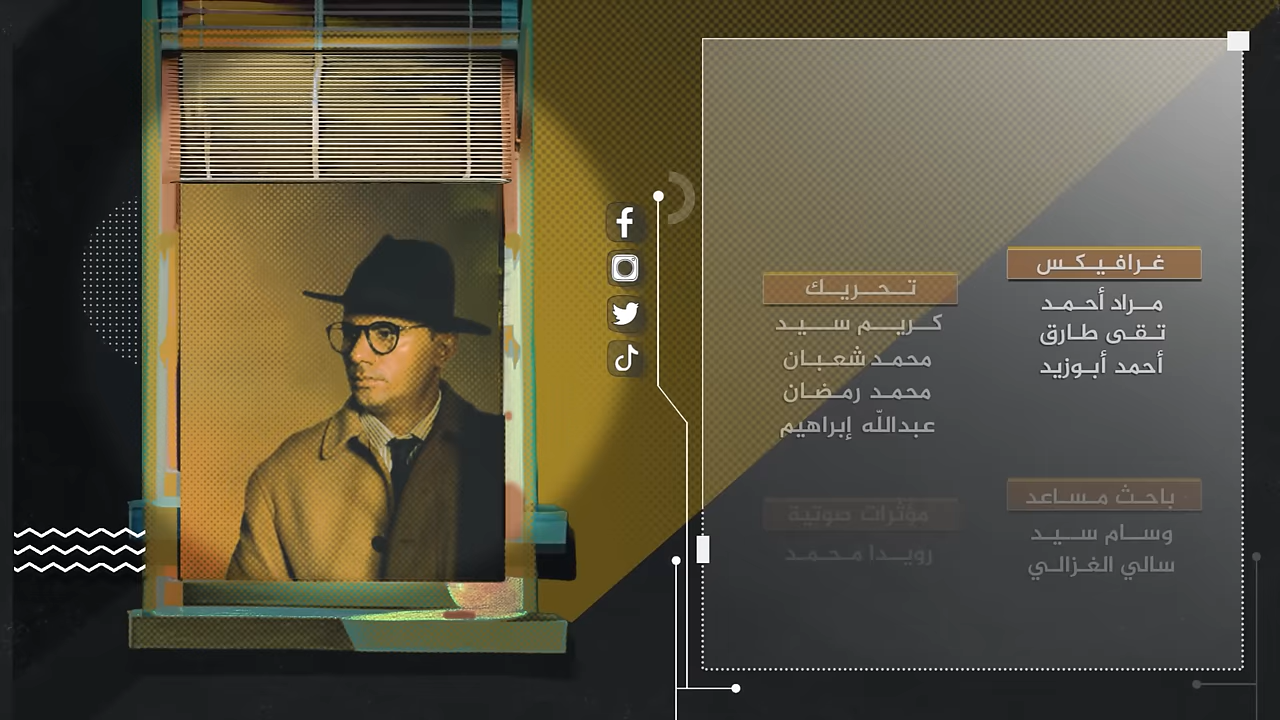 غرافيكس
مراد أحمد
تقى طارق
أحمد أبوزيد
تحريك
كريم سيد
محمد شعبان
محمد رمضان
عبدالله إبراهيم
باحث مساعد
وسام سيد
سالي الغزالي
مؤثرات صوتية
رويدا محمد